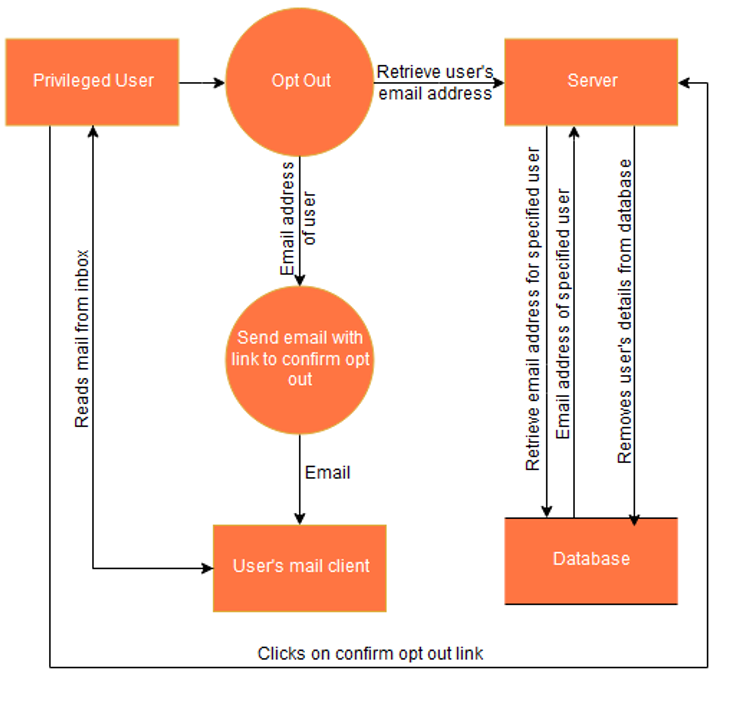 Privileged User
Opt Out
Retrieve user's
email address
Server
Email address
of user
Reads mail from inbox
Send email with
link to confirm opt
out
Retrieve email address for specified user
Email address of specified user
Removes user's details from database
Email
User's mail client
Database
Clicks on confirm opt out link